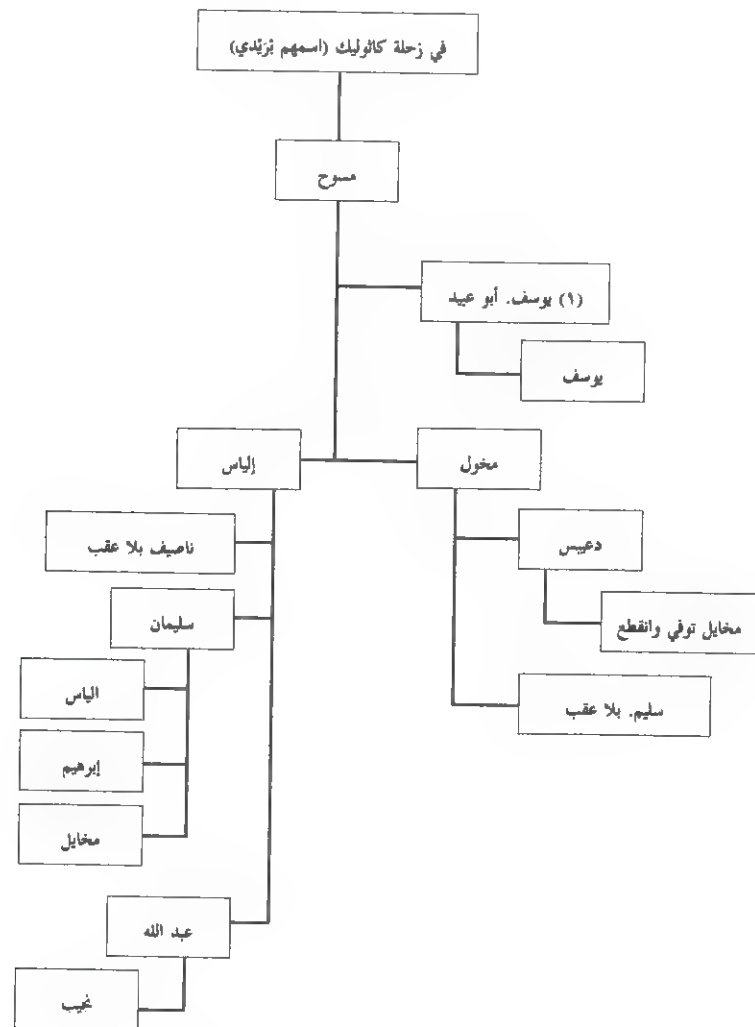 في زحلة كاثوليك (اسمهم بُرَيْدي)
مسوح
(١) يوسف. أبو عبيد
يوسف
مخول
إلياس
دعيبس
ناصيف بلا عقب
مخايل توفي وانقطع
سليمان
سليم. بلا عقب
الياس
إبرهيم
مخايل
عبد الله
نجيب